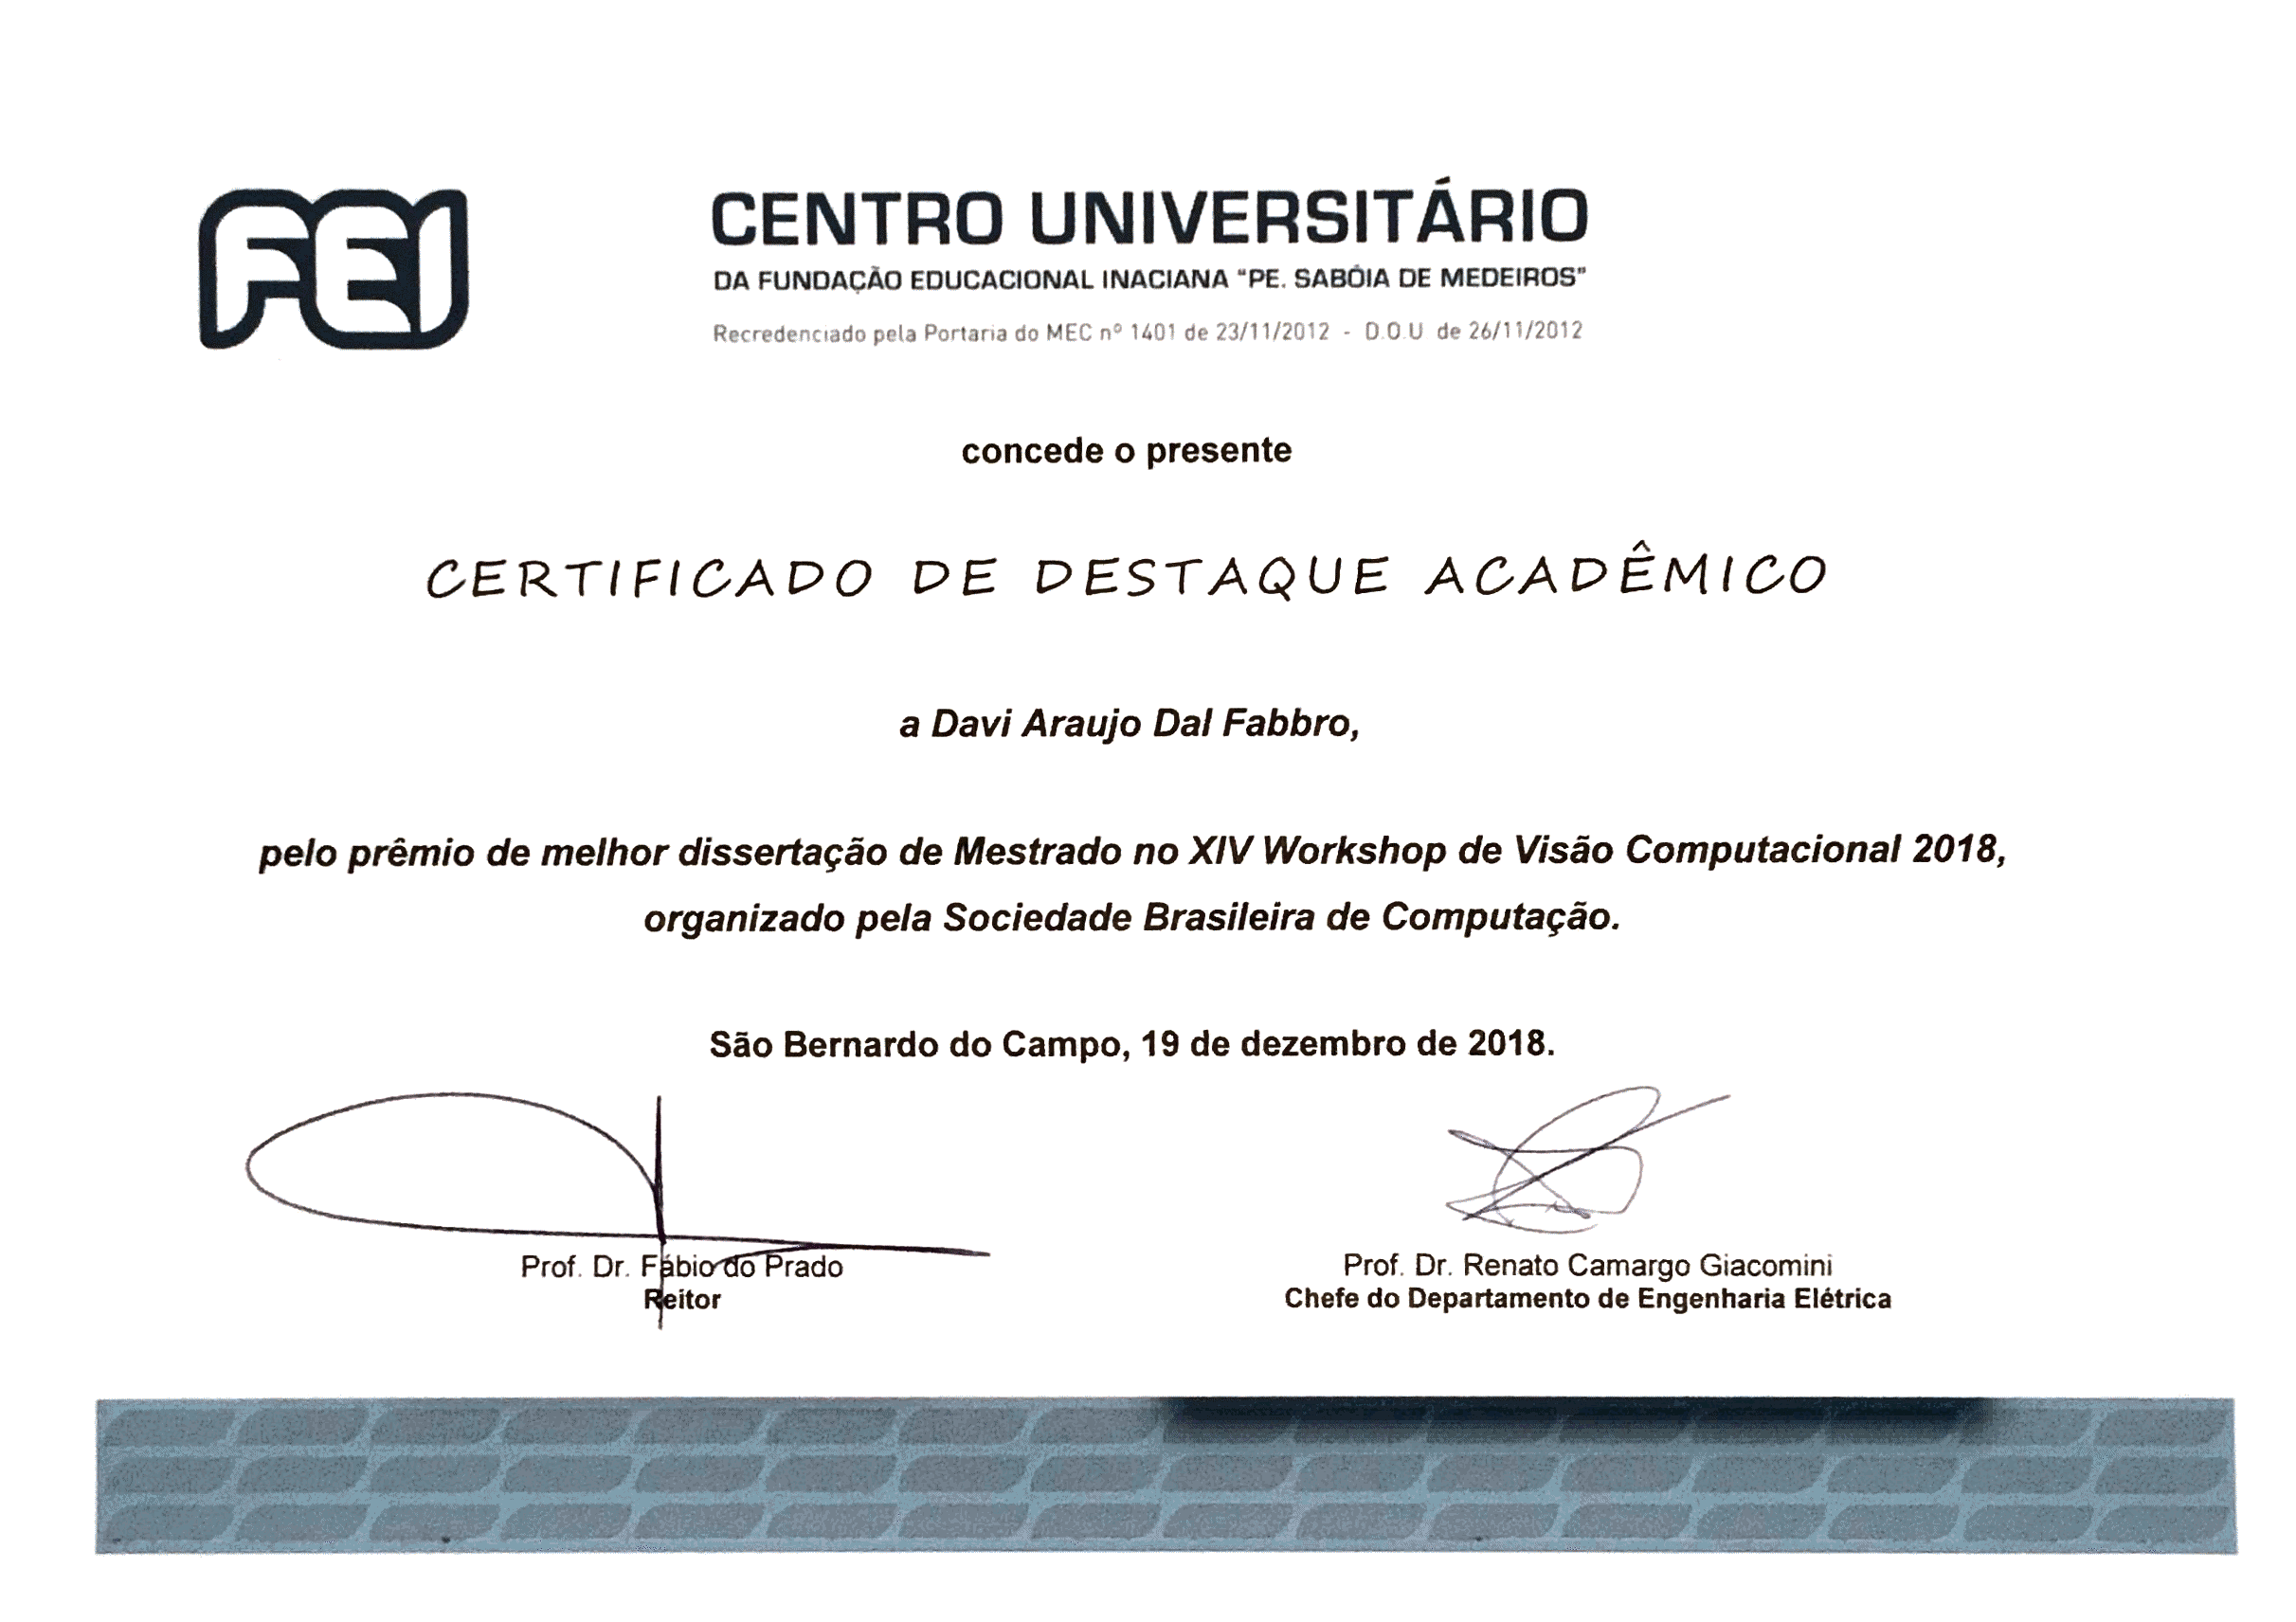 FEI
CENTRO UNIVERSITÁRIO
DA FUNDAÇÃO EDUCACIONAL INACIANA "PE. SABÓIA DE MEDEIROS"
Recredenciado pela Portaria do MEC nº 1401 de 23/11/2012 - D.O.U de 26/11/2012
concede o presente
CERTIFICADO DE DESTAQUE ACADÊMICO
a Davi Araujo Dal Fabbro,
pelo prêmio de melhor dissertação de Mestrado no XIV Workshop de Visão Computacional 2018,
organizado pela Sociedade Brasileira de Computação.
São Bernardo do Campo, 19 de dezembro de 2018.
Prof. Dr. Fábio do Prado
Reitor
Prof. Dr. Renato Camargo Giacomini
Chefe do Departamento de Engenharia Elétrica